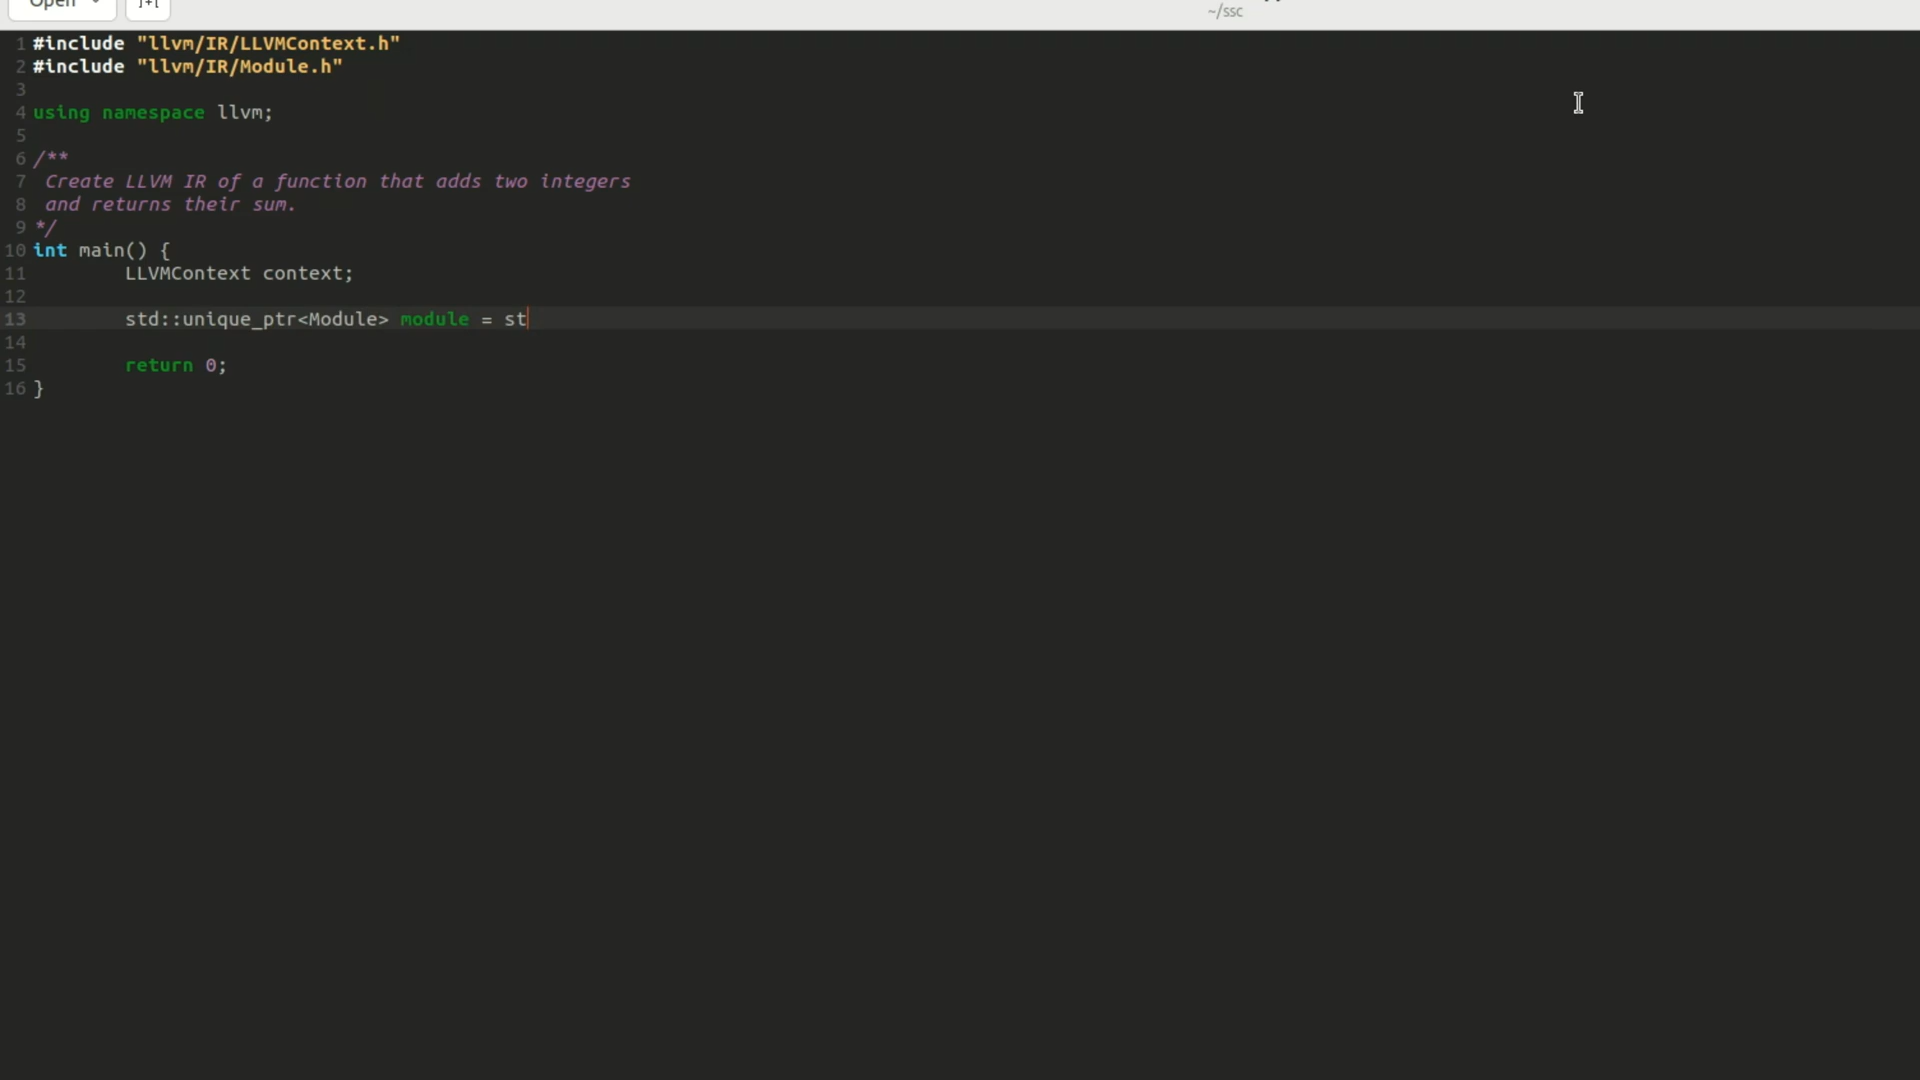 Open
~/ssc
1 #include "llvm/IR/LLVMContext.h"
2 #include "llvm/IR/Module.h"
3
4 using namespace llvm;
5
6 /**
7 Create LLVM IR of a function that adds two integers
8 and returns their sum.
9 */
10 int main() {
11 LLVMContext context;
12
13 std::unique_ptr<Module> module = st
14
15 return 0;
16 }